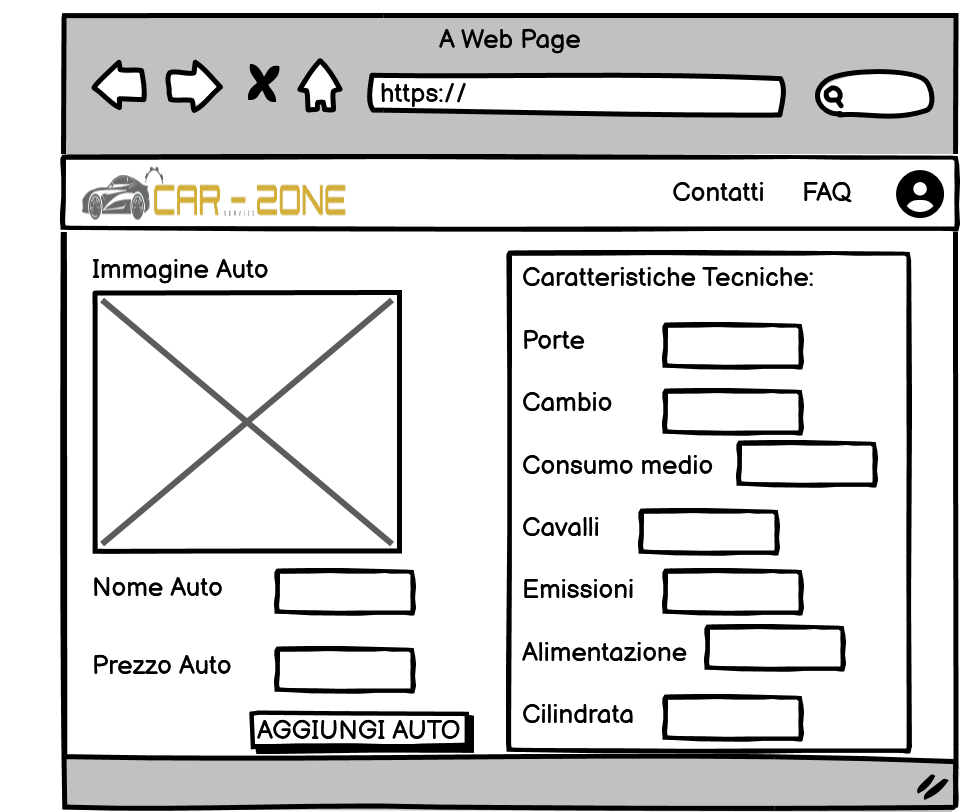 A Web Page
https://
CAR - ZONE
SERVICE
Contatti
FAQ
Immagine Auto
Nome Auto
Prezzo Auto
AGGIUNGI AUTO
Caratteristiche Tecniche:
Porte
Cambio
Consumo medio
Cavalli
Emissioni
Alimentazione
Cilindrata